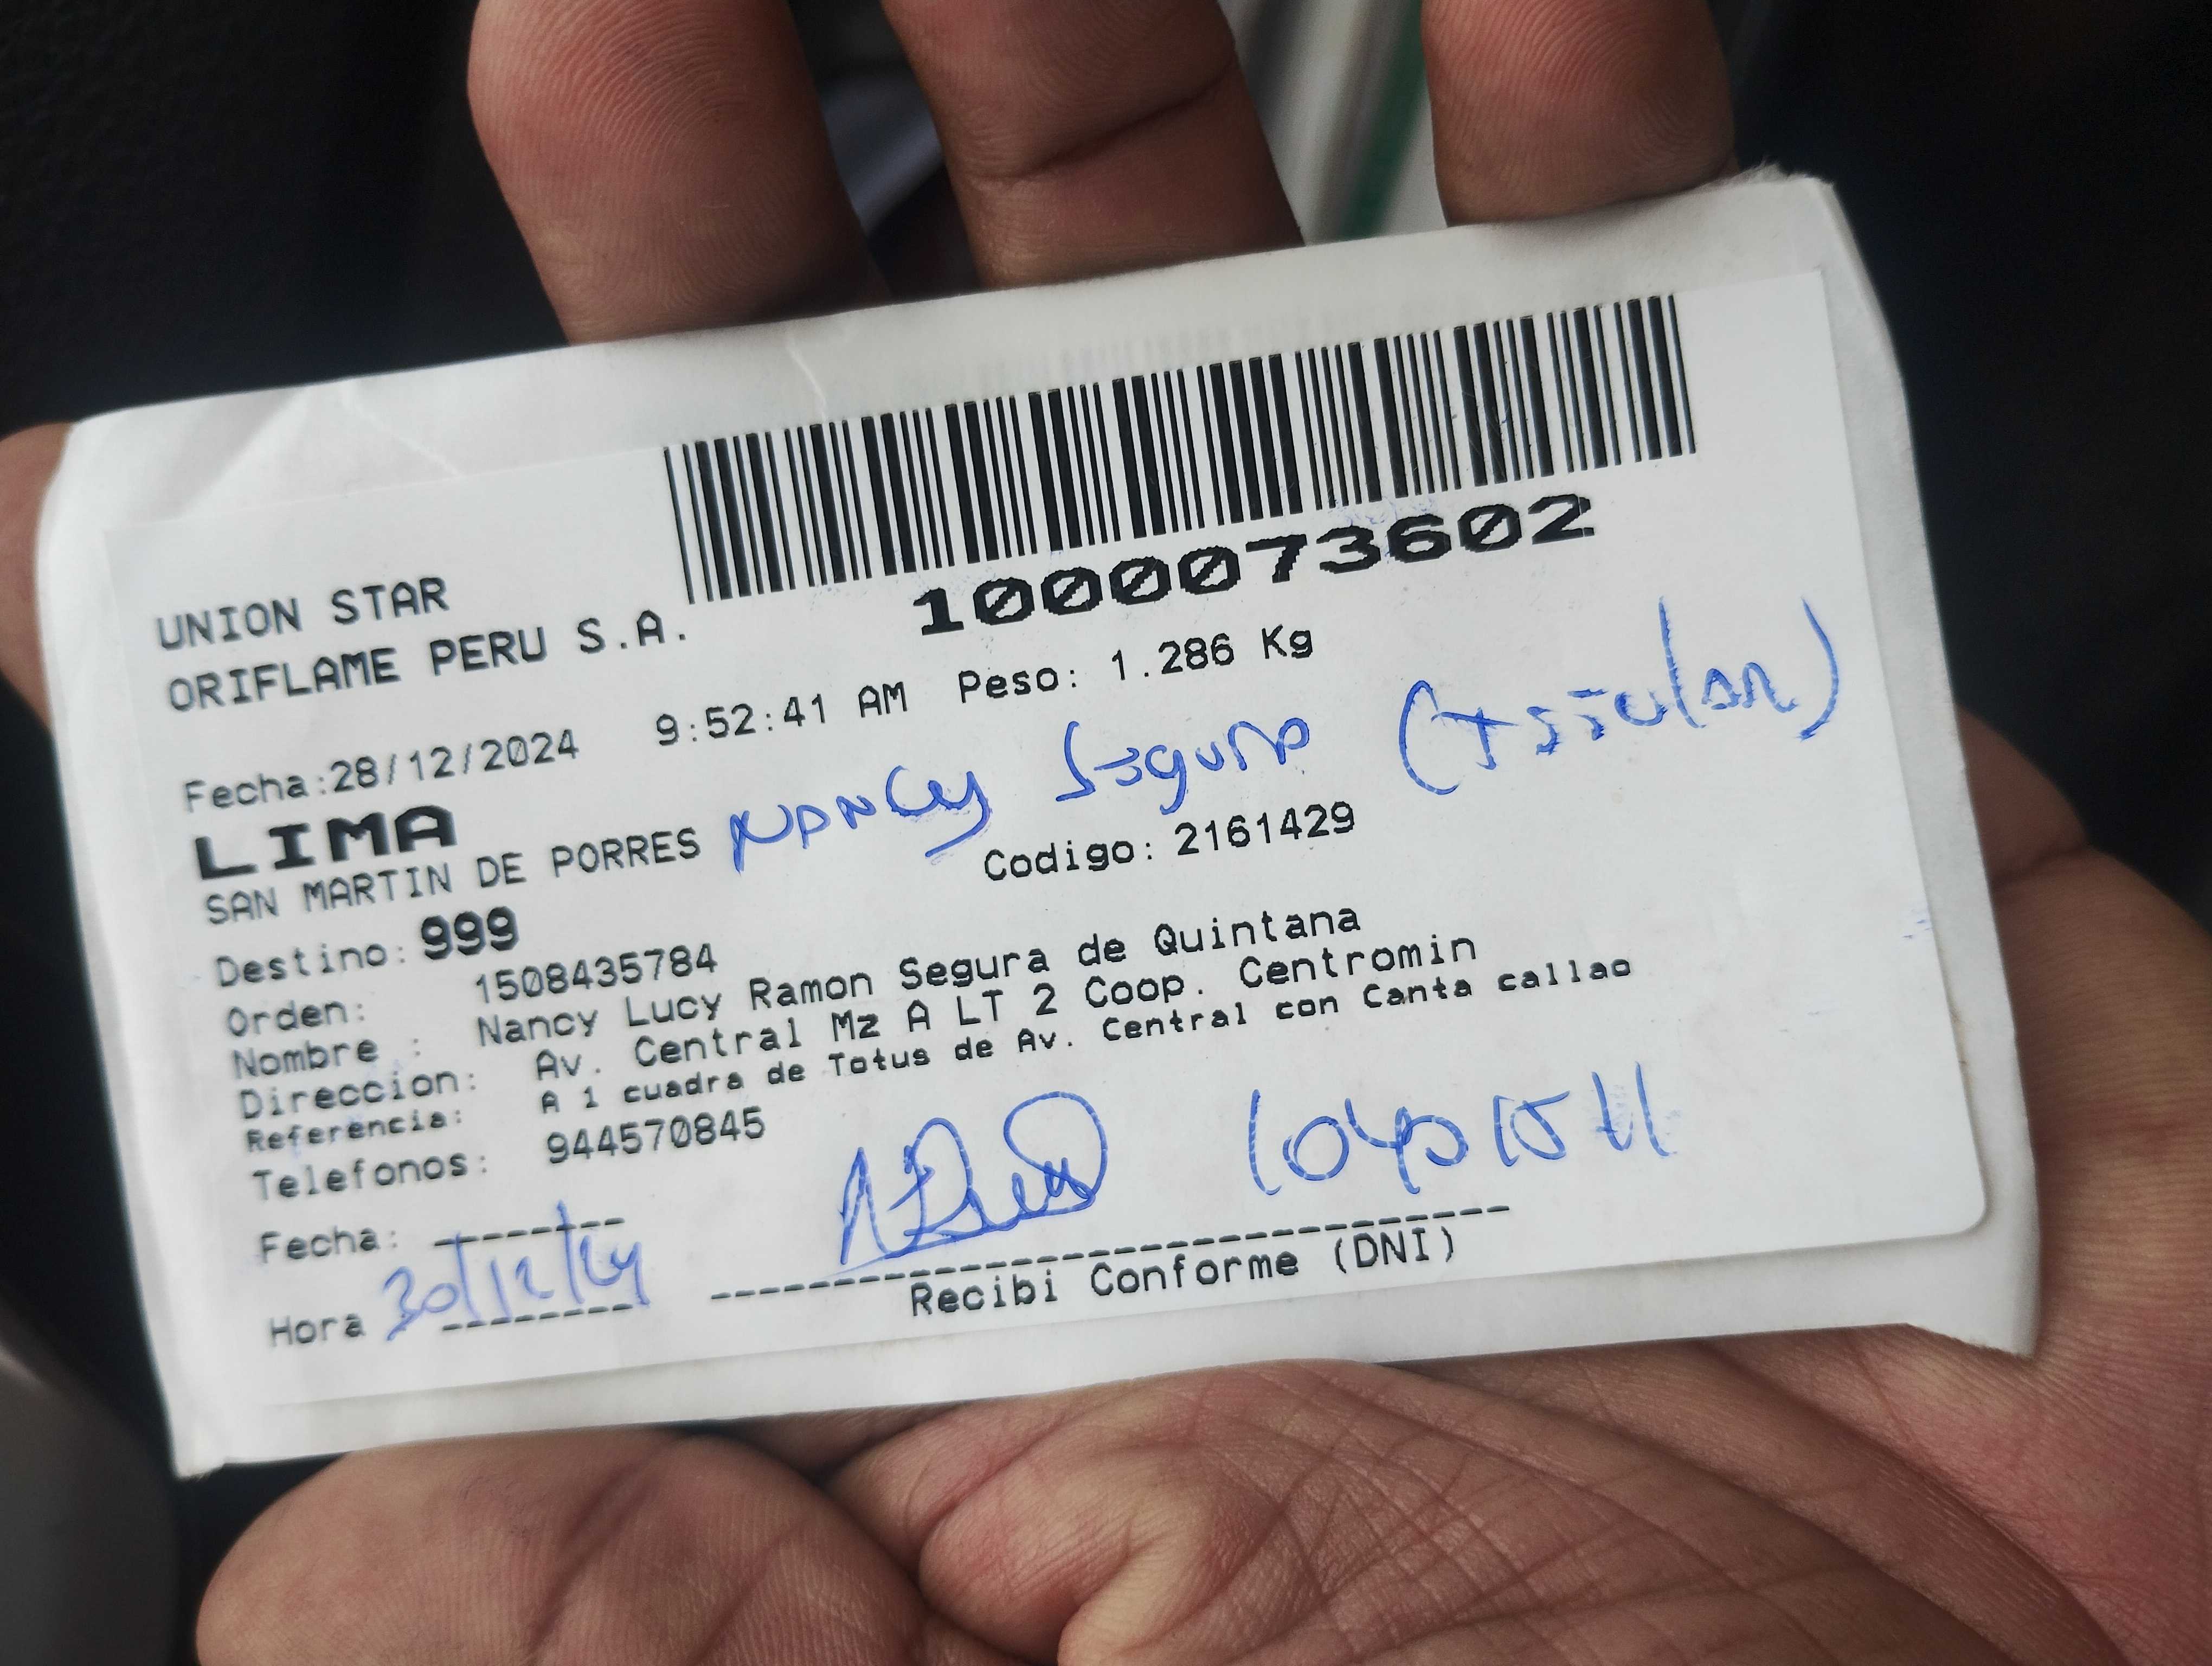 1000073602
UNION STAR
ORIFLAME PERU S.A.
Fecha:28/12/2024 9:52:41 AM Peso: 1.286 Kg
LIMA
Nancy Segura (titular)
SAN MARTIN DE PORRES
Codigo: 2161429
Destino: 999
Orden: 1508435784
Nombre : Nancy Lucy Ramon Segura de Quintana
Direccion: Av. Central Mz A LT 2 Coop. Centromin
Referencia: A 1 cuadra de Totus de Av. Central con Canta callao
Telefonos: 944570845
Fecha:
Hora 30/12/24
Recibi Conforme (DNI)